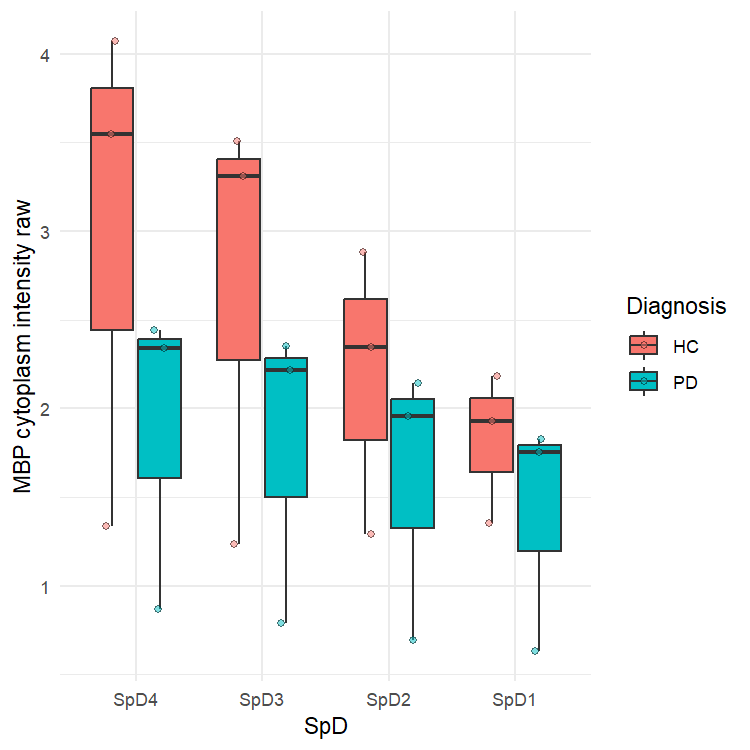 MBP cytoplasm intensity raw
4
3
2
1
SpD4 SpD3 SpD2 SpD1
SpD
Diagnosis
HC
PD